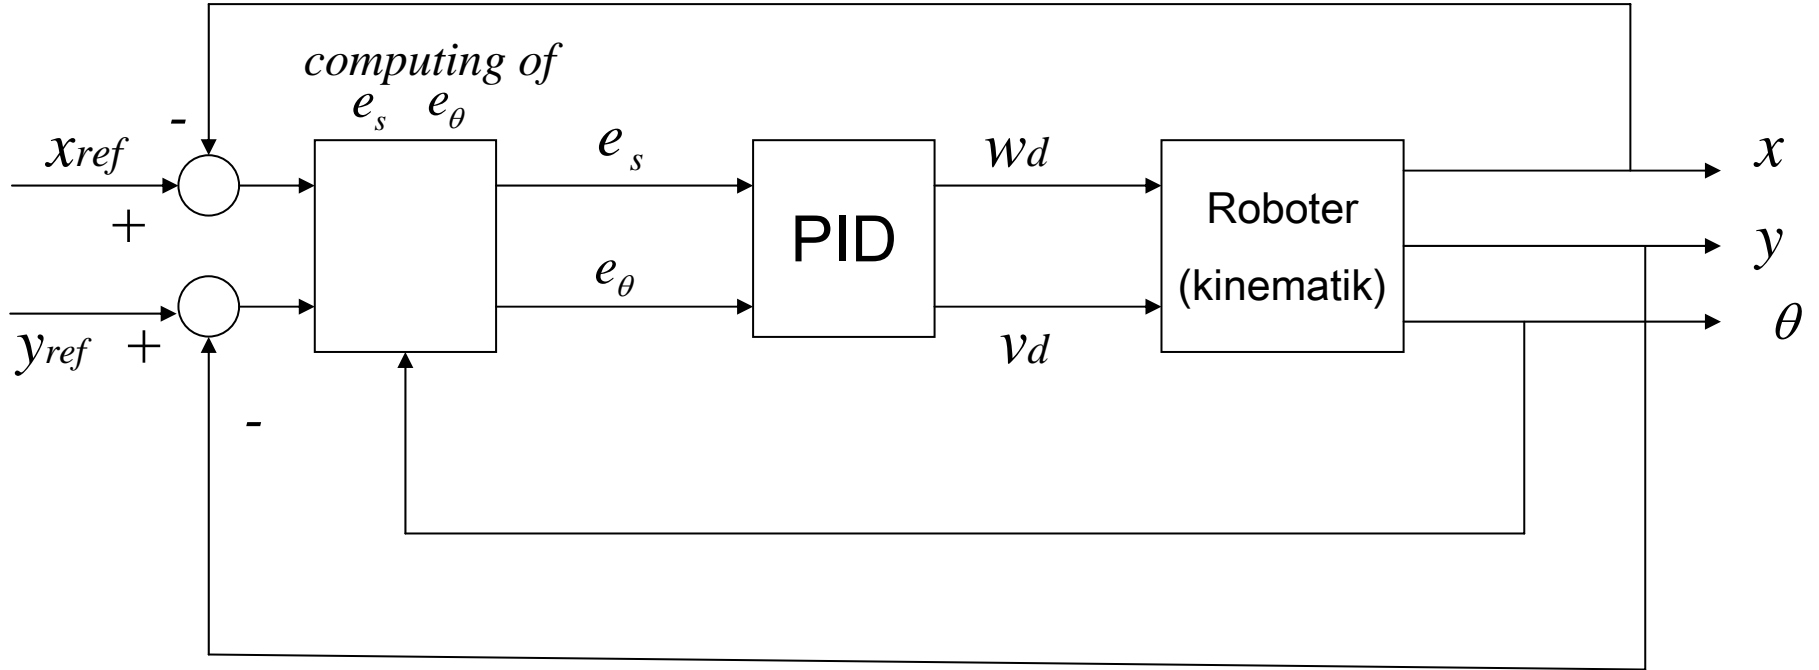 computing of
e_s e_θ
-
x_ref
+
e_s
w_d
x
Roboter
PID
y
(kinematik)
e_θ
θ
y_ref +
v_d
-